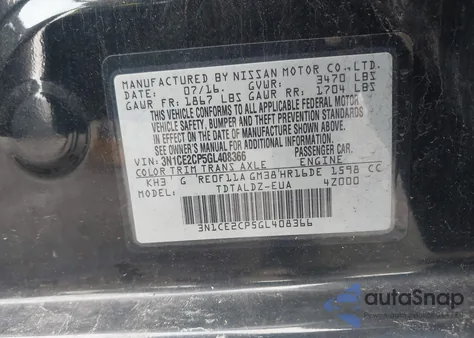 MANUFACTURED BY NISSAN MOTOR CO.,LTD.
DATE: 07/16. GVWR: 3470 LBS
GAWR FR: 1867 LBS GAWR RR: 1704 LBS
THIS VEHICLE CONFORMS TO ALL APPLICABLE FEDERAL MOTOR
VEHICLE SAFETY, BUMPER, AND THEFT PREVENTION STANDARDS
IN EFFECT ON THE DATE OF MANUFACTURE SHOWN ABOVE.
SEE OWNER'S MANUAL FOR ADDITIONAL INFORMATION.
3N1CE2CP5GL408366 PASSENGER CAR
COLOR TRIM TRANS AXLE ENGINE
KH3 G RE0F11A GM38 HR16DE 1598 CC
MODEL: TDTALDZ-EUA 4Z000
3N1CE2CP5GL408366
autoSnap